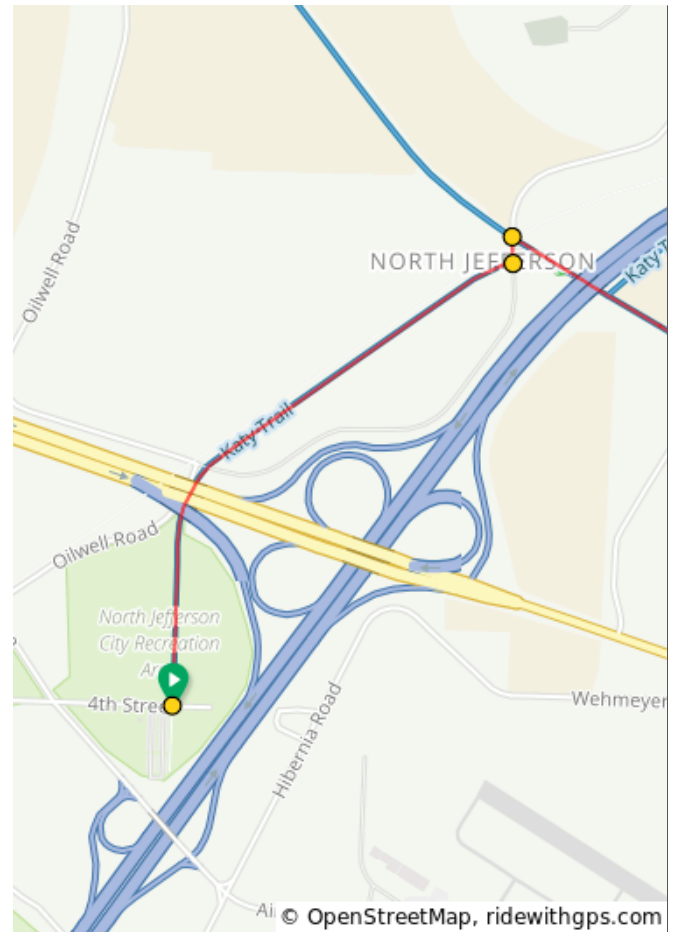 Oilwell Road
NORTH JEFFERSON
Katy T
Katy Trail
Oilwell Road
North Jefferson
City Recreation
Area
4th Street
Wehmeyer
Hibernia Road
Ai
© OpenStreetMap, ridewithgps.com